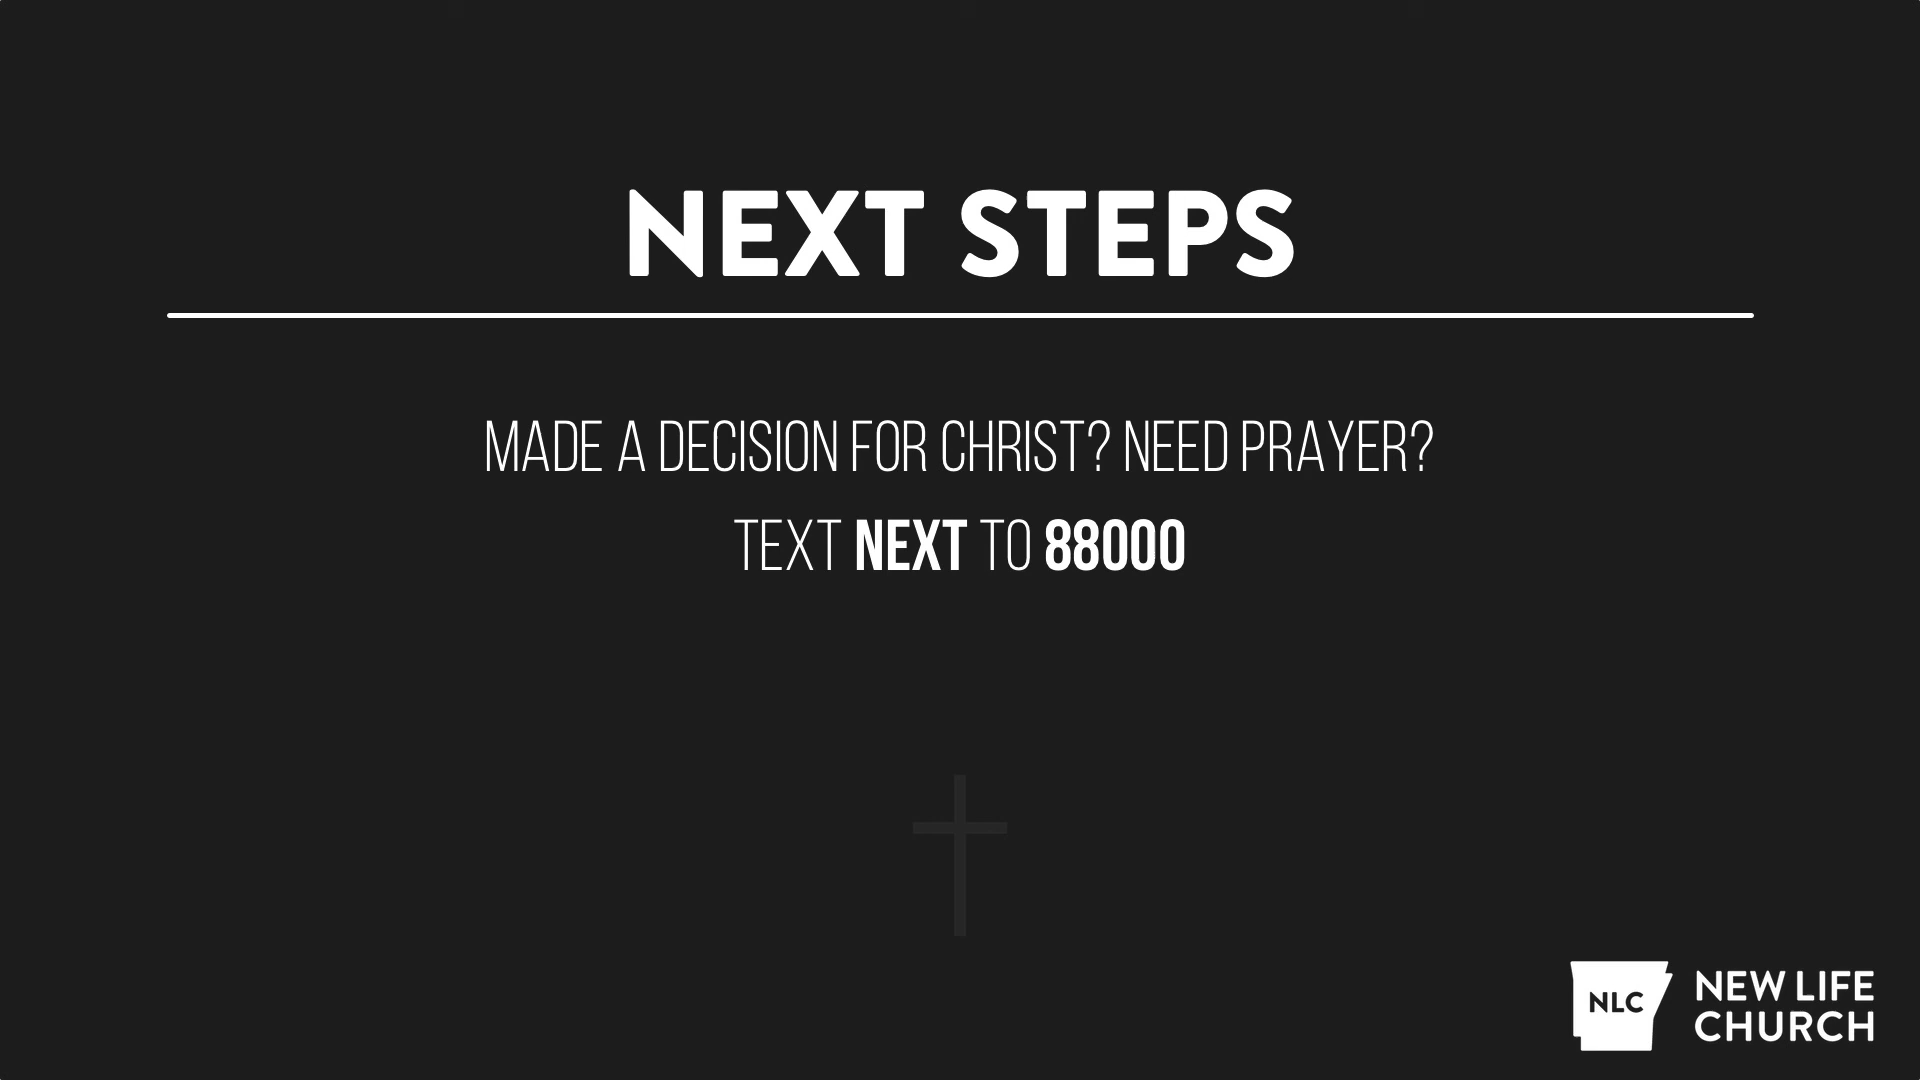 NEXT STEPS
MADE A DECISION FOR CHRIST? NEED PRAYER?
TEXT NEXT TO 88000
NLC
NEW LIFE
CHURCH